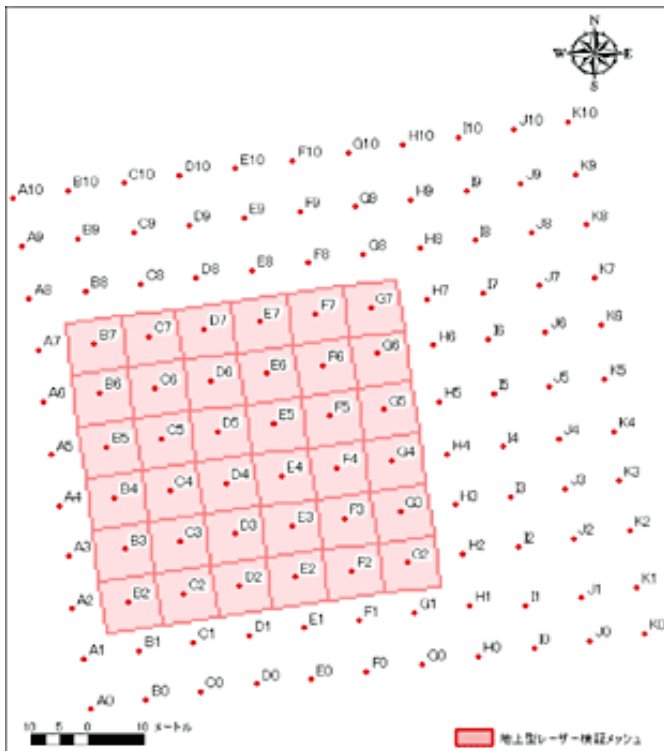 N
W E
S
A10 B10 C10 D10 E10 F10 G10 H10 I10 J10 K10
A9 B9 C9 D9 E9 F9 G8 H9 I9 J9 K9
A8 B8 C8 D8 E8 F8 G8 H8 I8 J8 K8
A7 B7 C7 D7 E7 F7 G7 H7 I7 J7 K7
A6 B6 C6 D6 E6 F6 G6 H6 I6 J6 K6
A5 B5 C5 D5 E5 F5 G5 H5 I5 J5 K5
A4 B4 C4 D4 E4 F4 G4 H4 I4 J4 K4
A3 B3 C3 D3 E3 F3 G3 H3 I3 J3 K3
A2 B2 C2 D2 E2 F2 G2 H2 I2 J2 K2
A1 B1 C1 D1 E1 F1 G1 H1 I1 J1 K1
A0 B0 C0 D0 E0 F0 G0 H0 I0 J0 K0
10 5 0 10 メートル
地上型レーザー検証メッシュ